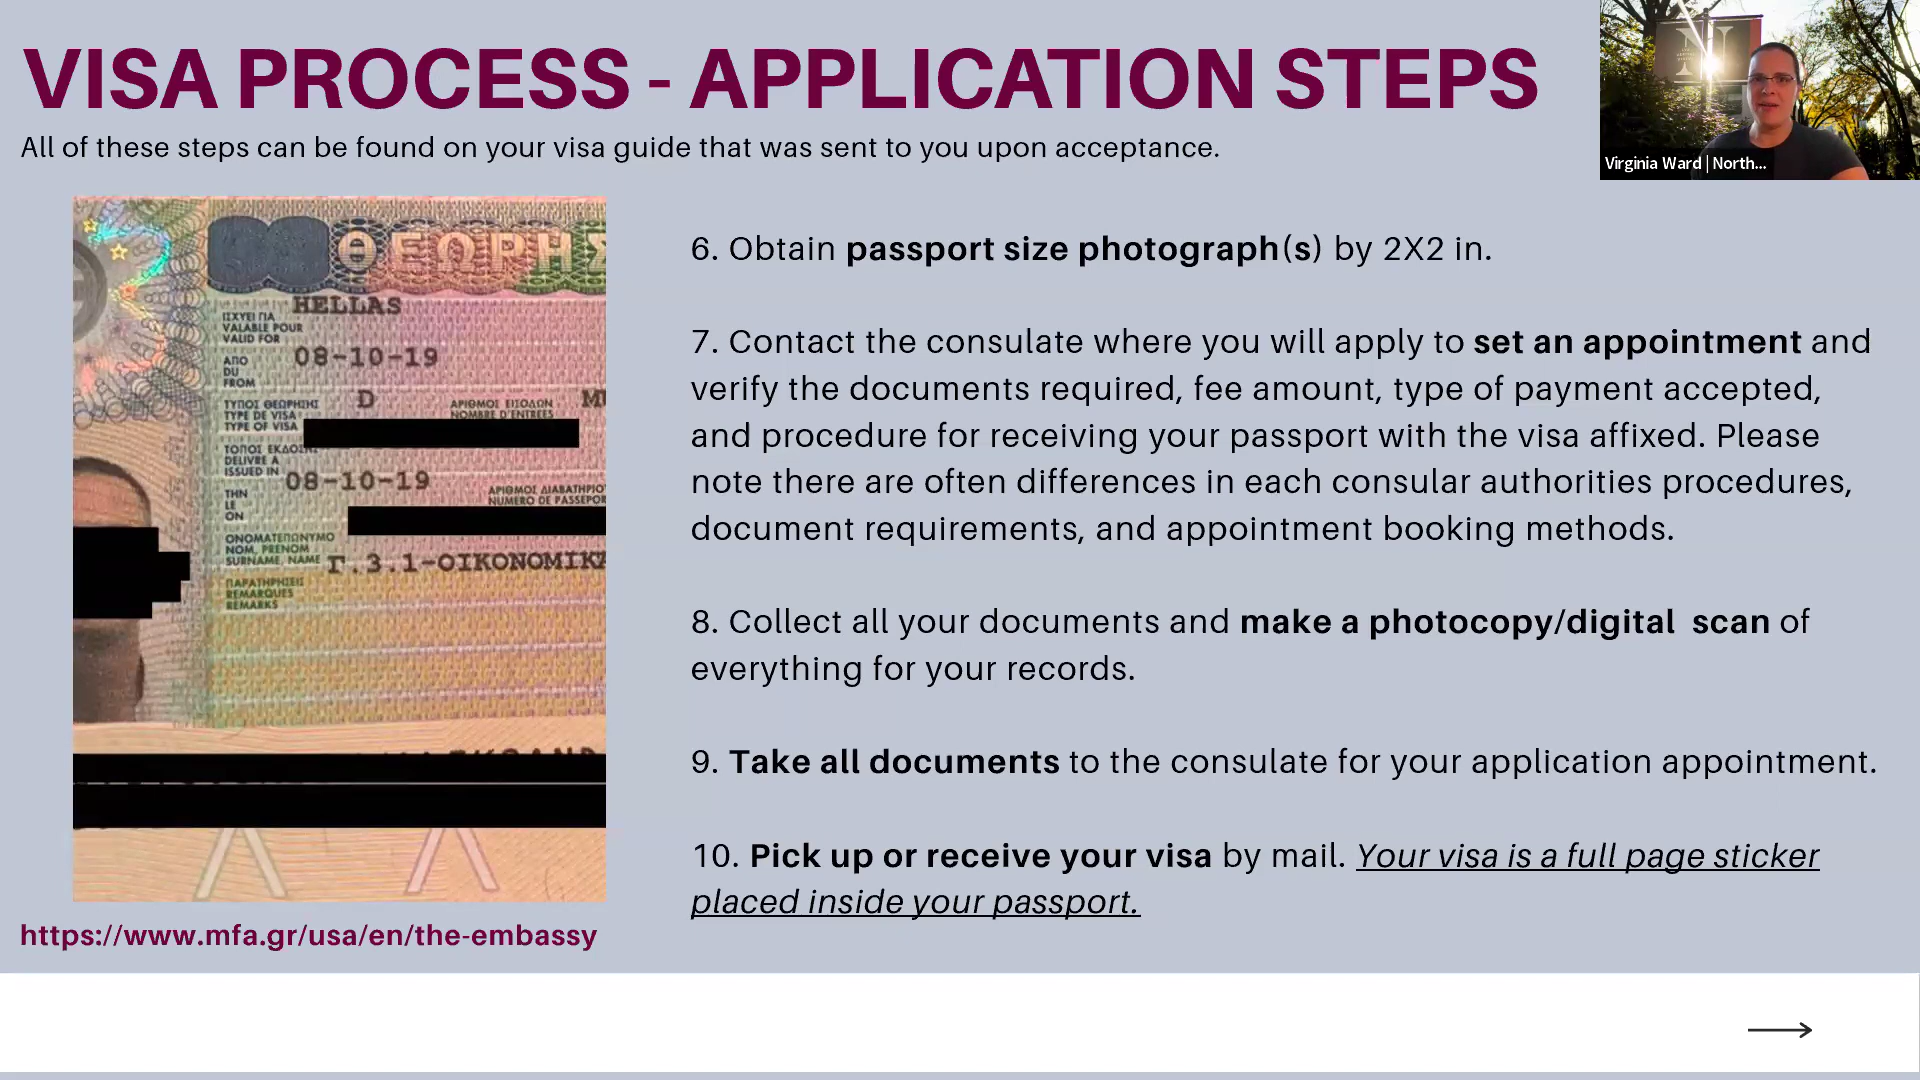 VISA PROCESS - APPLICATION STEPS
All of these steps can be found on your visa guide that was sent to you upon acceptance.
Virginia Ward | North...
ΘΕΩΡΗΣ
HELLAS
ΙΣΧΥΕΙ ΓΙΑ
VALABLE POUR
VALID FOR
08-10-19
ΑΠΟ
DU
FROM
ΤΥΠΟΣ ΘΕΩΡΗΣΗΣ
TYPE DE VISA
TYPE OF VISA
D
ΑΡΙΘΜΟΣ ΕΙΣΟΔΩΝ
NOMBRE D'ENTREES
MU
ΤΟΠΟΣ ΕΚΔΟΣΗΣ
DELIVRE A
ISSUED IN
08-10-19
ΤΗΝ
LE
ON
ΑΡΙΘΜΟΣ ΔΙΑΒΑΤΗΡΙΟ
NUMERO DE PASSEPOR
ΟΝΟΜΑΤΕΠΩΝΥΜΟ
NOM, PRENOM
SURNAME, NAME
Γ.3.1-ΟΙΚΟΝΟΜΙΚΑ
ΠΑΡΑΤΗΡΗΣΕΙΣ
REMARQUES
REMARKS
https://www.mfa.gr/usa/en/the-embassy
6. Obtain passport size photograph(s) by 2X2 in.
7. Contact the consulate where you will apply to set an appointment and
verify the documents required, fee amount, type of payment accepted,
and procedure for receiving your passport with the visa affixed. Please
note there are often differences in each consular authorities procedures,
document requirements, and appointment booking methods.
8. Collect all your documents and make a photocopy/digital scan of
everything for your records.
9. Take all documents to the consulate for your application appointment.
10. Pick up or receive your visa by mail. Your visa is a full page sticker
placed inside your passport.